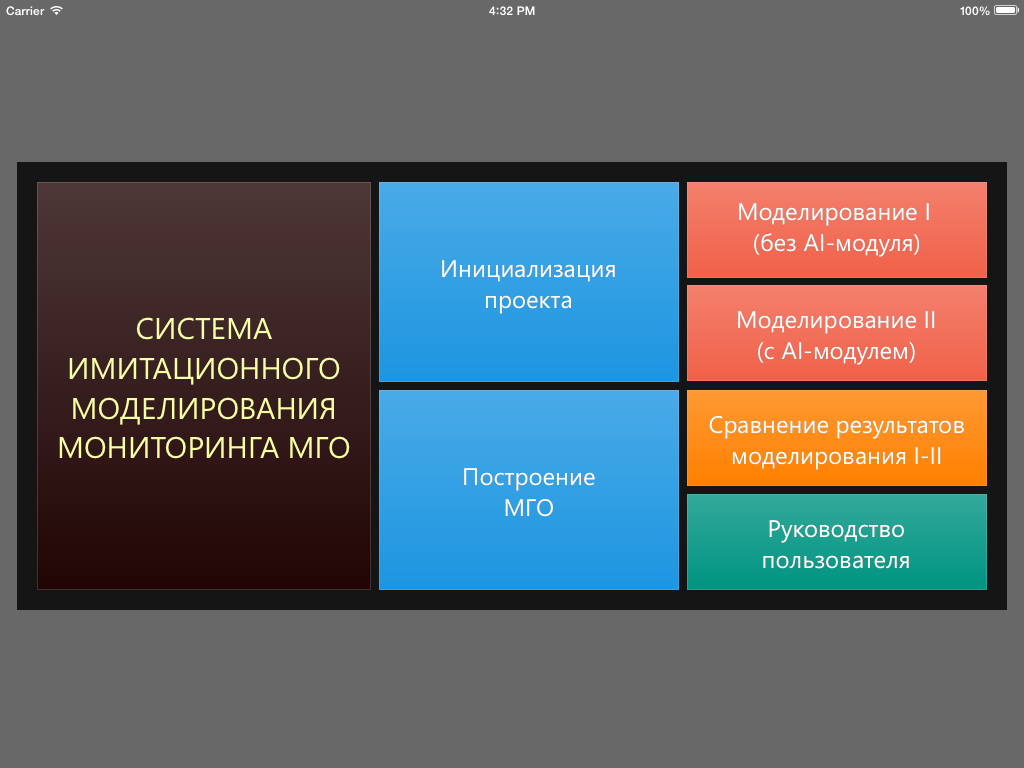 Carrier
4:32 PM
100%
СИСТЕМА
ИМИТАЦИОННОГО
МОДЕЛИРОВАНИЯ
МОНИТОРИНГА МГО
Инициализация
проекта
Построение
МГО
Моделирование I
(без AI-модуля)
Моделирование II
(с AI-модулем)
Сравнение результатов
моделирования I-II
Руководство
пользователя